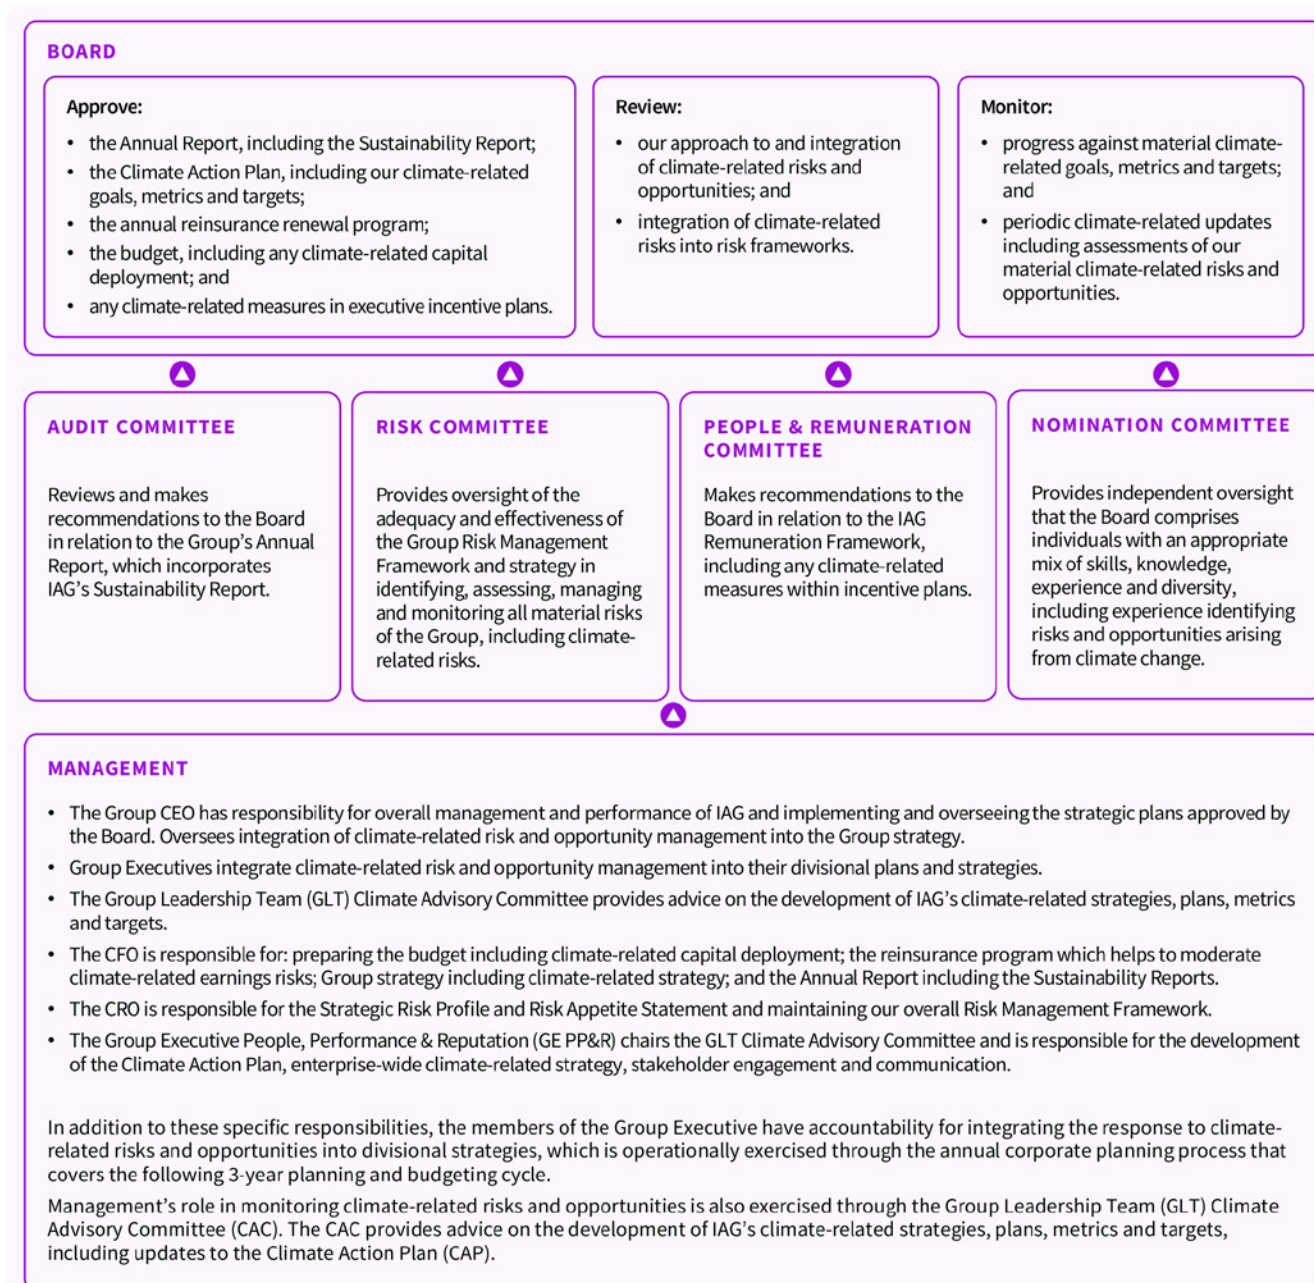 BOARD
Approve:
• the Annual Report, including the Sustainability Report;
• the Climate Action Plan, including our climate-related
goals, metrics and targets;
• the annual reinsurance renewal program;
• the budget, including any climate-related capital
deployment; and
• any climate-related measures in executive incentive plans.
Review:
• our approach to and integration
of climate-related risks and
opportunities; and
• integration of climate-related
risks into risk frameworks.
Monitor:
• progress against material climate-
related goals, metrics and targets;
and
• periodic climate-related updates
including assessments of our
material climate-related risks and
opportunities.
AUDIT COMMITTEE
Reviews and makes
recommendations to the Board
in relation to the Group’s Annual
Report, which incorporates
IAG’s Sustainability Report.
RISK COMMITTEE
Provides oversight of the
adequacy and effectiveness of
the Group Risk Management
Framework and strategy in
identifying, assessing, managing
and monitoring all material risks
of the Group, including climate-
related risks.
PEOPLE & REMUNERATION
COMMITTEE
Makes recommendations to the
Board in relation to the IAG
Remuneration Framework,
including any climate-related
measures within incentive plans.
NOMINATION COMMITTEE
Provides independent oversight
that the Board comprises
individuals with an appropriate
mix of skills, knowledge,
experience and diversity,
including experience identifying
risks and opportunities arising
from climate change.
MANAGEMENT
• The Group CEO has responsibility for overall management and performance of IAG and implementing and overseeing the strategic plans approved by
the Board. Oversees integration of climate-related risk and opportunity management into the Group strategy.
• Group Executives integrate climate-related risk and opportunity management into their divisional plans and strategies.
• The Group Leadership Team (GLT) Climate Advisory Committee provides advice on the development of IAG’s climate-related strategies, plans, metrics
and targets.
• The CFO is responsible for: preparing the budget including climate-related capital deployment; the reinsurance program which helps to moderate
climate-related earnings risks; Group strategy including climate-related strategy; and the Annual Report including the Sustainability Reports.
• The CRO is responsible for the Strategic Risk Profile and Risk Appetite Statement and maintaining our overall Risk Management Framework.
• The Group Executive People, Performance & Reputation (GE PP&R) chairs the GLT Climate Advisory Committee and is responsible for the development
of the Climate Action Plan, enterprise-wide climate-related strategy, stakeholder engagement and communication.
In addition to these specific responsibilities, the members of the Group Executive have accountability for integrating the response to climate-
related risks and opportunities into divisional strategies, which is operationally exercised through the annual corporate planning process that
covers the following 3-year planning and budgeting cycle.
Management’s role in monitoring climate-related risks and opportunities is also exercised through the Group Leadership Team (GLT) Climate
Advisory Committee (CAC). The CAC provides advice on the development of IAG’s climate-related strategies, plans, metrics and targets,
including updates to the Climate Action Plan (CAP).